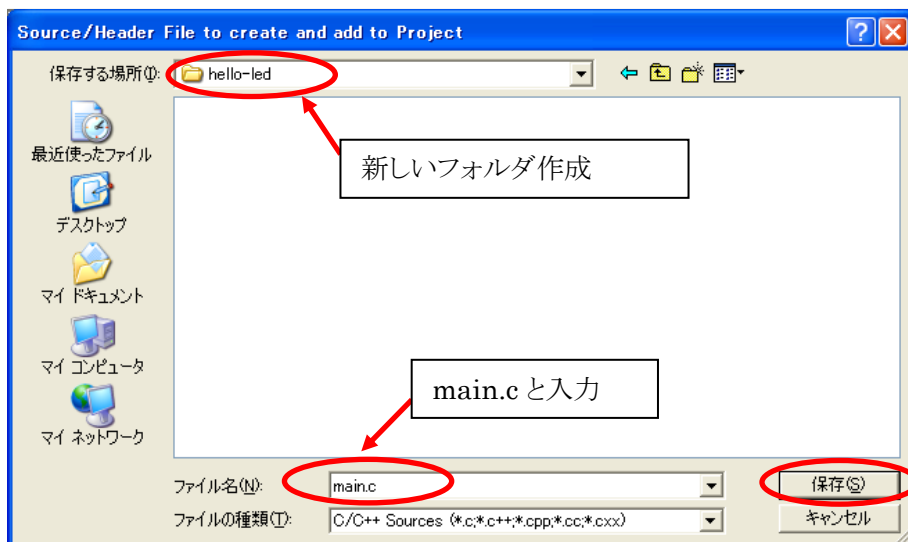 Source/Header File to create and add to Project
保存する場所(I):
hello-led
最近使ったファイル
新しいフォルダ作成
デスクトップ
マイ ドキュメント
マイ コンピュータ
main.c と入力
マイ ネットワーク
ファイル名(N):
main.c
保存(S)
ファイルの種類(T):
C/C++ Sources (*.c;*.c++;*.cpp;*.cc;*.cxx)
キャンセル